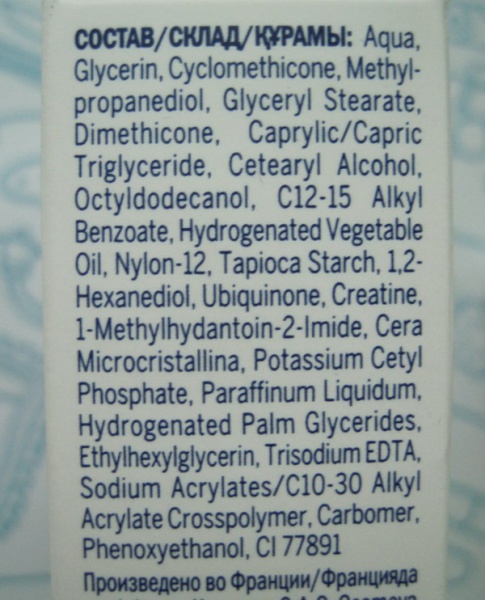 СОСТАВ/СКЛАД/ҚҰРАМЫ: Aqua,
Glycerin, Cyclomethicone, Methyl-
propanediol, Glyceryl Stearate,
Dimethicone, Caprylic/Capric
Triglyceride, Cetearyl Alcohol,
Octyldodecanol, C12-15 Alkyl
Benzoate, Hydrogenated Vegetable
Oil, Nylon-12, Tapioca Starch, 1,2-
Hexanediol, Ubiquinone, Creatine,
1-Methylhydantoin-2-Imide, Cera
Microcristallina, Potassium Cetyl
Phosphate, Paraffinum Liquidum,
Hydrogenated Palm Glycerides,
Ethylhexylglycerin, Trisodium EDTA,
Sodium Acrylates/C10-30 Alkyl
Acrylate Crosspolymer, Carbomer,
Phenoxyethanol, CI 77891
Произведено во Франции/Францияда